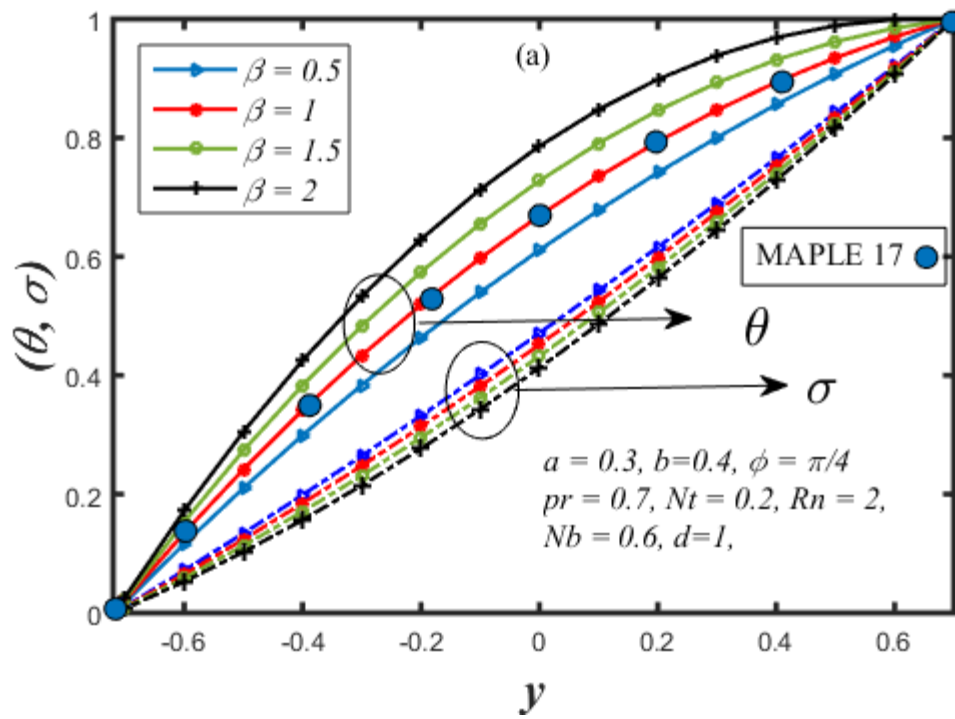 (a)
β = 0.5
β = 1
β = 1.5
β = 2
MAPLE 17
θ
σ
a = 0.3, b=0.4, ϕ = π/4
pr = 0.7, Nt = 0.2, Rn = 2,
Nb = 0.6, d=1,
(θ, σ)
1
0.8
0.6
0.4
0.2
0
-0.6 -0.4 -0.2 0 0.2 0.4 0.6
y